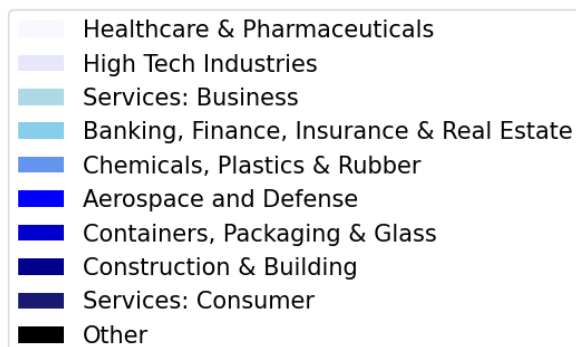 Healthcare & Pharmaceuticals
High Tech Industries
Services: Business
Banking, Finance, Insurance & Real Estate
Chemicals, Plastics & Rubber
Aerospace and Defense
Containers, Packaging & Glass
Construction & Building
Services: Consumer
Other